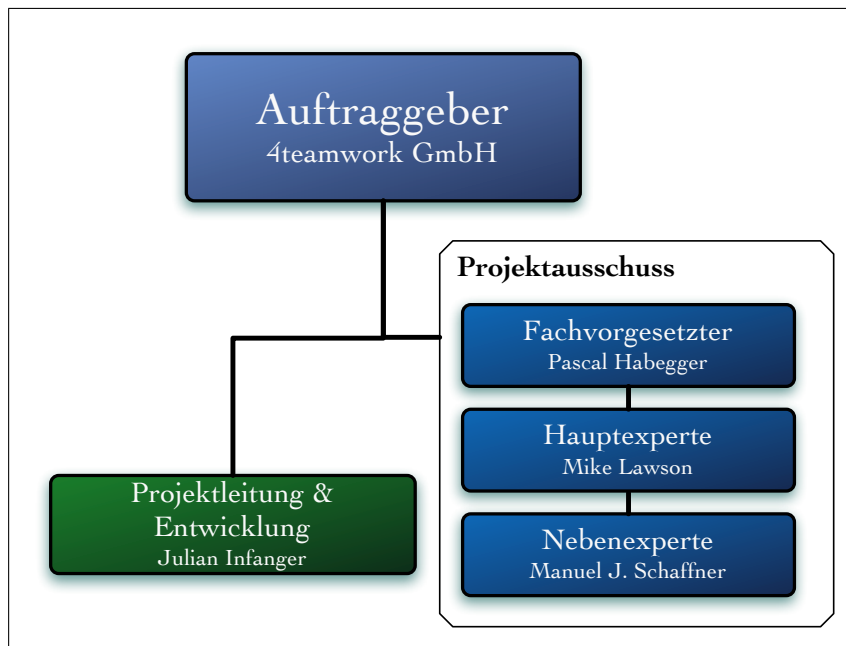 Auftraggeber
4teamwork GmbH
Projektausschuss
Fachvorgesetzter
Pascal Habegger
Hauptexperte
Mike Lawson
Nebenexperte
Manuel J. Schaffner
Projektleitung &
Entwicklung
Julian Infanger